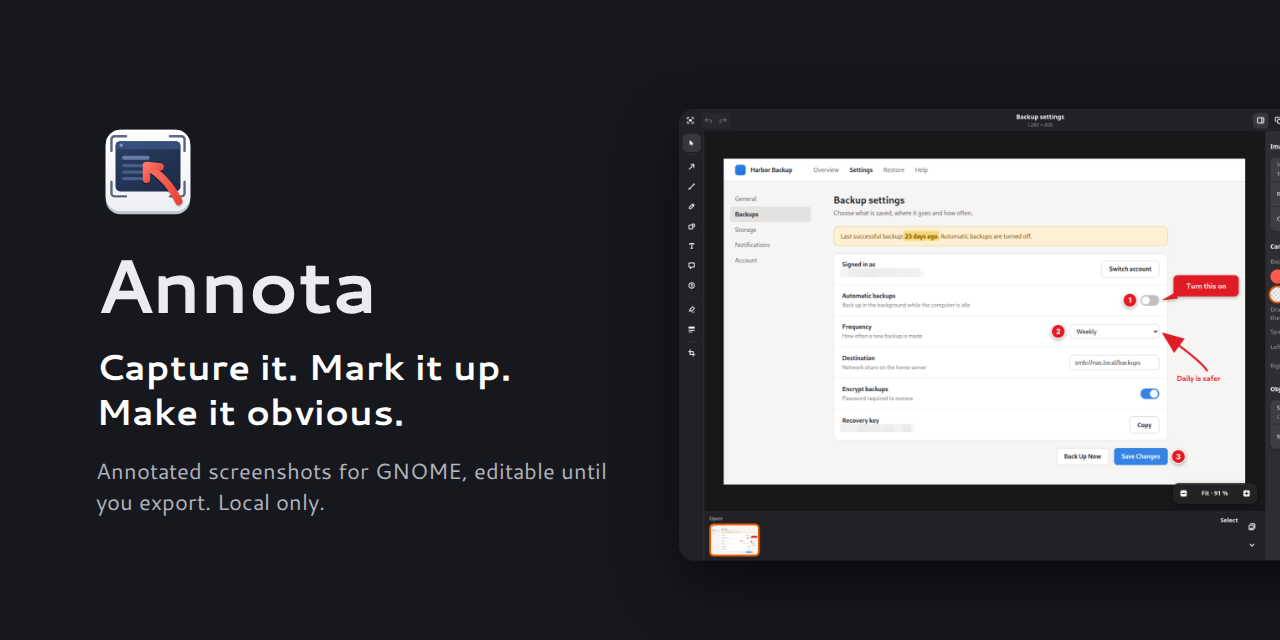 Annota
Capture it. Mark it up.
Make it obvious.
Annotated screenshots for GNOME, editable until
you export. Local only.
Backup settings
1280 × 800
Harbor Backup
Overview
Settings
Restore
Help
General
Backups
Storage
Notifications
Account
Backup settings
Choose what is saved, where it goes and how often.
Last successful backup: 23 days ago. Automatic backups are turned off.
Signed in as
Switch account
Automatic backups
Back up in the background while the computer is idle
1
Turn this on
Frequency
How often a new backup is made
2
Weekly
Daily is safer
Destination
Network share on the home server
smb://nas.local/backups
Encrypt backups
Password required to restore
Recovery key
Copy
Back Up Now
Save Changes
3
Fit · 91 %
Open
Select